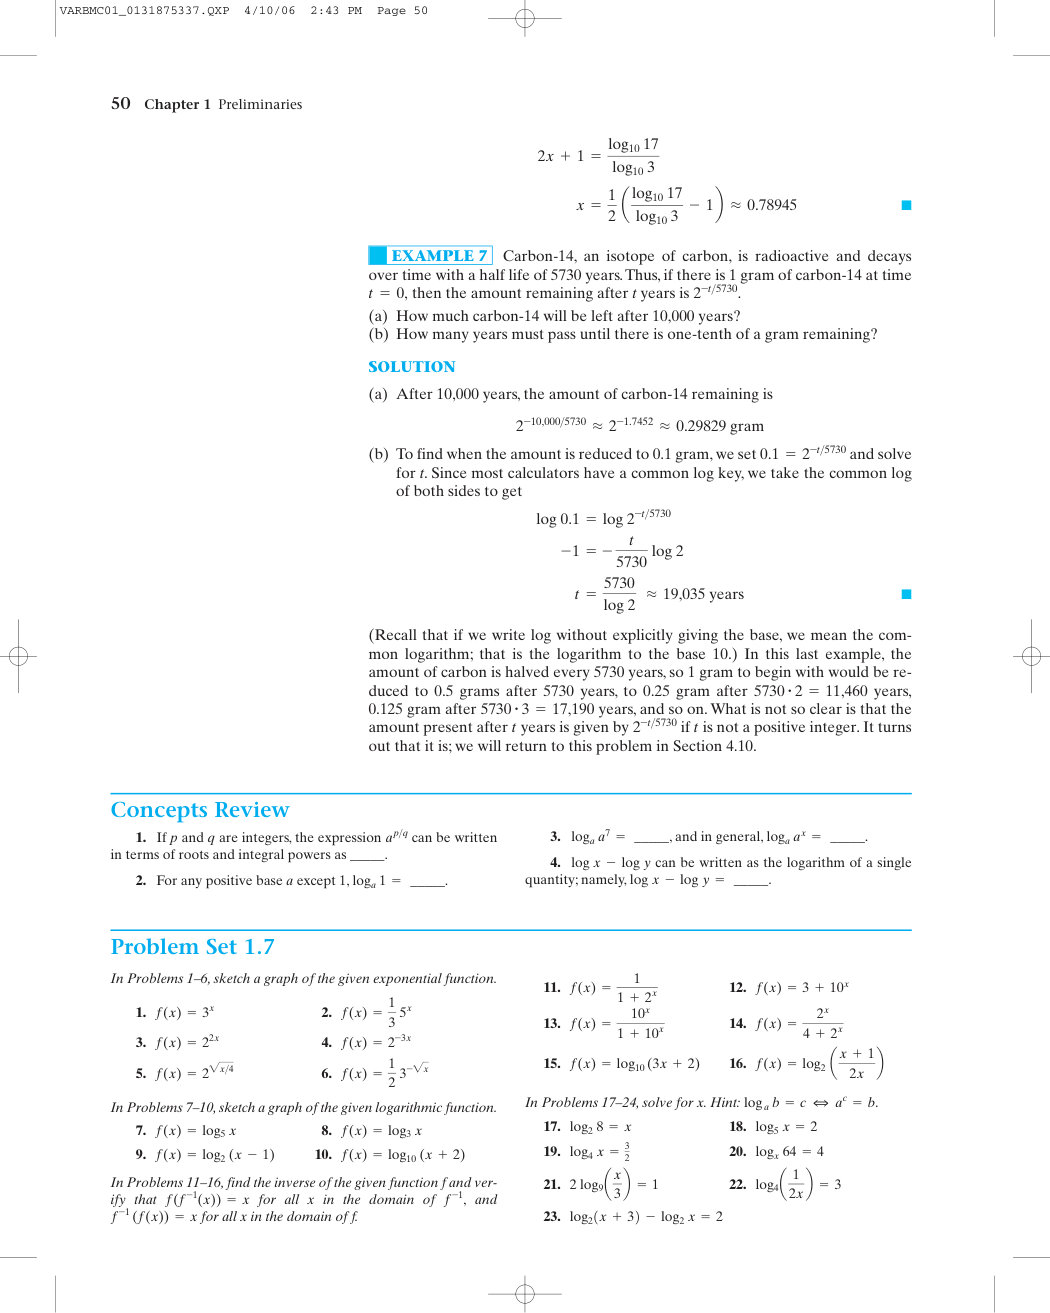 VARBMC01_0131875337.QXP 4/10/06 2:43 PM Page 50
50 Chapter 1 Preliminaries
2x + 1 = log₁₀ 17 / log₁₀ 3
x = 1/2 (log₁₀ 17 / log₁₀ 3 − 1) ≈ 0.78945
EXAMPLE 7 Carbon-14, an isotope of carbon, is radioactive and decays
over time with a half life of 5730 years. Thus, if there is 1 gram of carbon-14 at time
t = 0, then the amount remaining after t years is 2^(−t/5730).
(a) How much carbon-14 will be left after 10,000 years?
(b) How many years must pass until there is one-tenth of a gram remaining?
SOLUTION
(a) After 10,000 years, the amount of carbon-14 remaining is
2^(−10,000/5730) ≈ 2^(−1.7452) ≈ 0.29829 gram
(b) To find when the amount is reduced to 0.1 gram, we set 0.1 = 2^(−t/5730) and solve
for t. Since most calculators have a common log key, we take the common log
of both sides to get
log 0.1 = log 2^(−t/5730)
−1 = − t/5730 log 2
t = 5730 / log 2 ≈ 19,035 years
(Recall that if we write log without explicitly giving the base, we mean the com-
mon logarithm; that is the logarithm to the base 10.) In this last example, the
amount of carbon is halved every 5730 years, so 1 gram to begin with would be re-
duced to 0.5 grams after 5730 years, to 0.25 gram after 5730 · 2 = 11,460 years,
0.125 gram after 5730 · 3 = 17,190 years, and so on. What is not so clear is that the
amount present after t years is given by 2^(−t/5730) if t is not a positive integer. It turns
out that it is; we will return to this problem in Section 4.10.
Concepts Review
1. If p and q are integers, the expression a^(p/q) can be written
in terms of roots and integral powers as _____.
2. For any positive base a except 1, logₐ 1 = _____.
3. logₐ a⁷ = _____, and in general, logₐ aˣ = _____.
4. log x − log y can be written as the logarithm of a single
quantity; namely, log x − log y = _____.
Problem Set 1.7
In Problems 1–6, sketch a graph of the given exponential function.
1. f(x) = 3ˣ 2. f(x) = 1/3 5ˣ
3. f(x) = 2^(2x) 4. f(x) = 2^(−3x)
5. f(x) = 2^(√(x/4)) 6. f(x) = 1/2 3^(−√x)
In Problems 7–10, sketch a graph of the given logarithmic function.
7. f(x) = log₅ x 8. f(x) = log₃ x
9. f(x) = log₂ (x − 1) 10. f(x) = log₁₀ (x + 2)
In Problems 11–16, find the inverse of the given function f and ver-
ify that f(f⁻¹(x)) = x for all x in the domain of f⁻¹, and
f⁻¹(f(x)) = x for all x in the domain of f.
11. f(x) = 1 / (1 + 2ˣ) 12. f(x) = 3 + 10ˣ
13. f(x) = 10ˣ / (1 + 10ˣ) 14. f(x) = 2ˣ / (4 + 2ˣ)
15. f(x) = log₁₀ (3x + 2) 16. f(x) = log₂ ((x + 1) / 2x)
In Problems 17–24, solve for x. Hint: logₐ b = c ⇔ aᶜ = b.
17. log₂ 8 = x 18. log₅ x = 2
19. log₄ x = 3/2 20. logₓ 64 = 4
21. 2 log₉(x/3) = 1 22. log₄(1/2x) = 3
23. log₂(x + 3) − log₂ x = 2